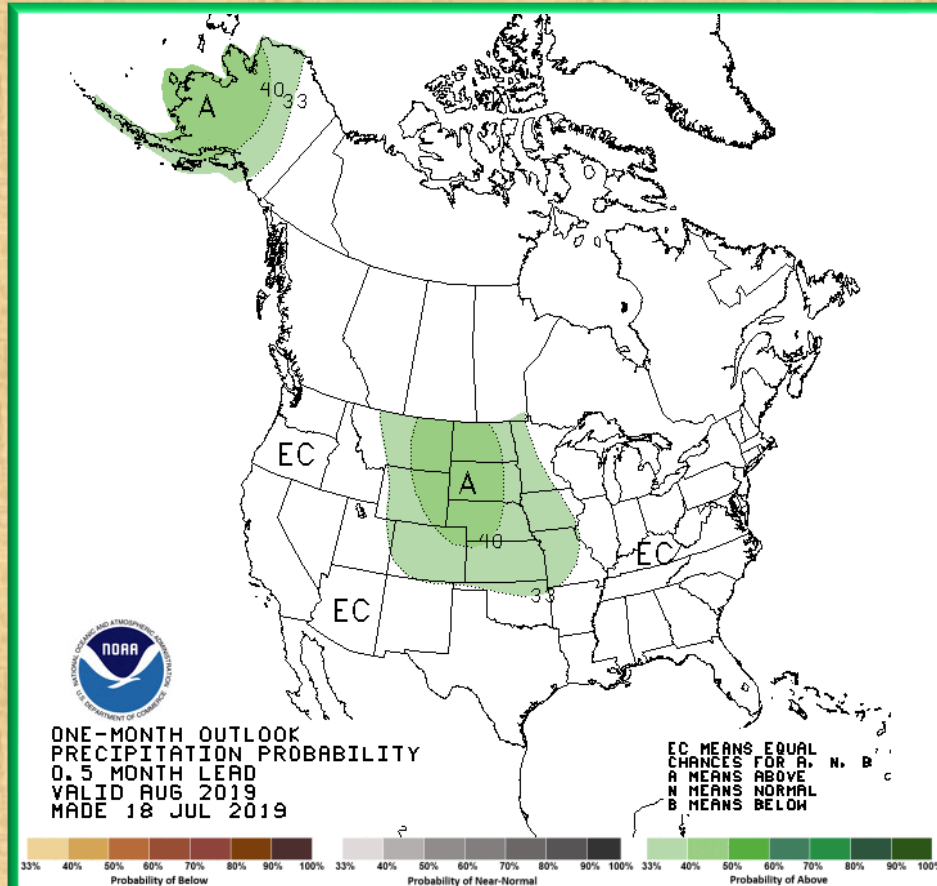 40
33
A
EC
A
40
EC
33
EC
NATIONAL OCEANIC AND ATMOSPHERIC ADMINISTRATION
NOAA
U.S. DEPARTMENT OF COMMERCE
ONE-MONTH OUTLOOK
PRECIPITATION PROBABILITY
0.5 MONTH LEAD
VALID AUG 2019
MADE 18 JUL 2019
EC MEANS EQUAL
CHANCES FOR A, N, B
A MEANS ABOVE
N MEANS NORMAL
B MEANS BELOW
33% 40% 50% 60% 70% 80% 90% 100%
Probability of Below
33% 40% 50% 60% 70% 80% 90% 100%
Probability of Near-Normal
33% 40% 50% 60% 70% 80% 90% 100%
Probability of Above